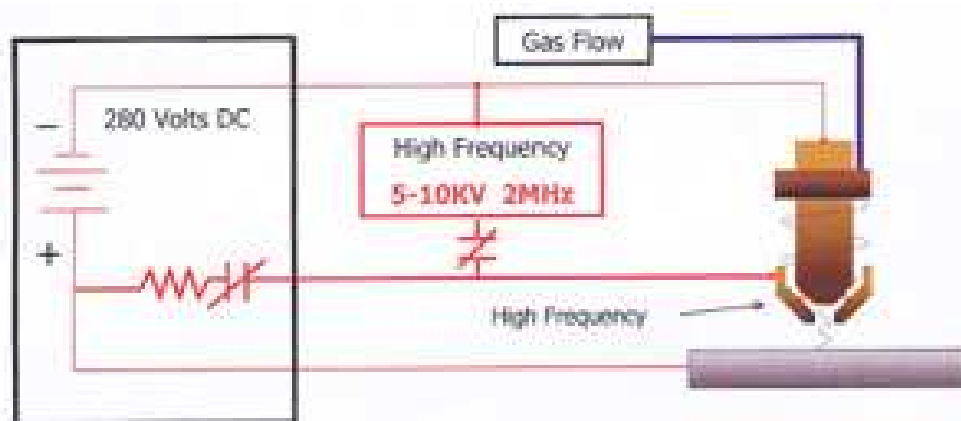 Gas Flow
− 280 Volts DC
High Frequency
5-10KV 2MHz
+
High Frequency